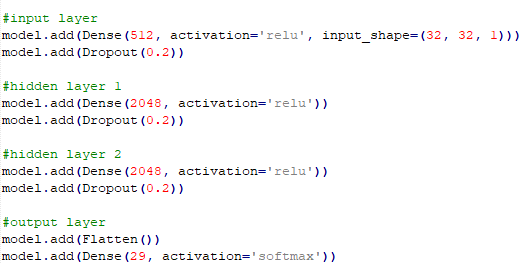 #input layer
model.add(Dense(512, activation='relu', input_shape=(32, 32, 1)))
model.add(Dropout(0.2))
#hidden layer 1
model.add(Dense(2048, activation='relu'))
model.add(Dropout(0.2))
#hidden layer 2
model.add(Dense(2048, activation='relu'))
model.add(Dropout(0.2))
#output layer
model.add(Flatten())
model.add(Dense(29, activation='softmax'))